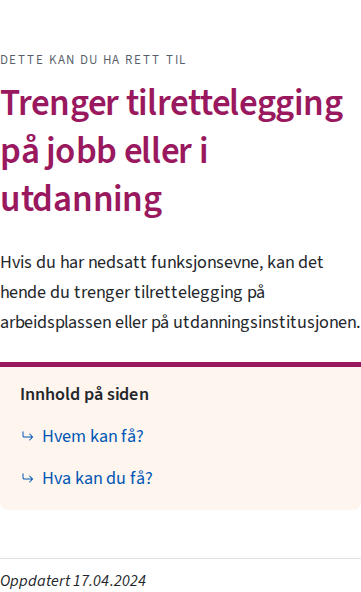 DETTE KAN DU HA RETT TIL
Trenger tilrettelegging
på jobb eller i
utdanning
Hvis du har nedsatt funksjonsevne, kan det
hende du trenger tilrettelegging på
arbeidsplassen eller på utdanningsinstitusjonen.
Innhold på siden
Hvem kan få?
Hva kan du få?
Oppdatert 17.04.2024